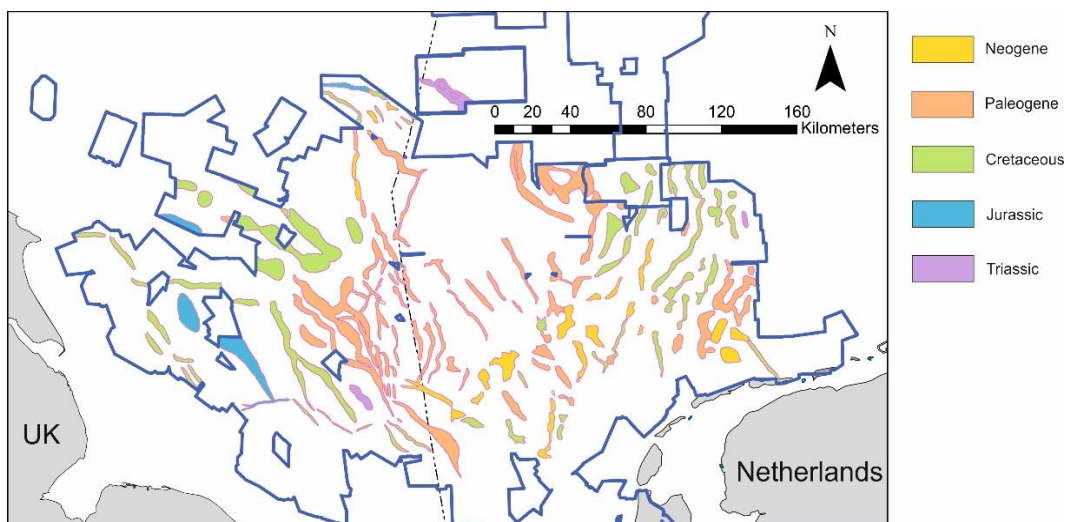 N
0 20 40 80 120 160
Kilometers
UK
Netherlands
Neogene
Paleogene
Cretaceous
Jurassic
Triassic